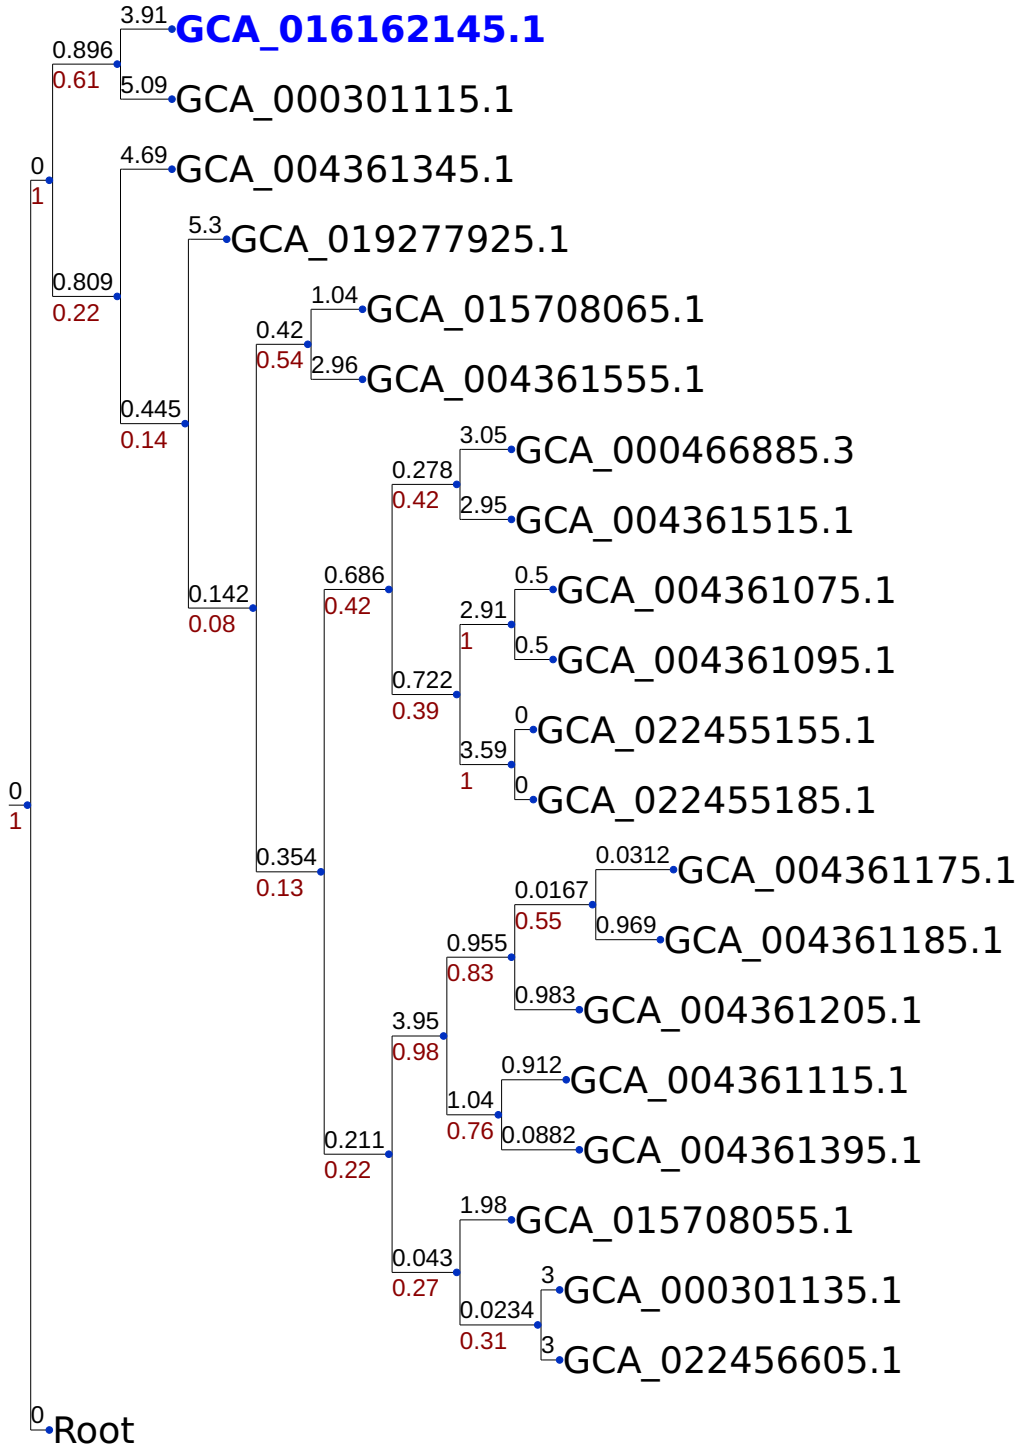 3.91
GCA_016162145.1
0.896
0.61
5.09
GCA_000301115.1
4.69
GCA_004361345.1
0
1
5.3
GCA_019277925.1
0.809
0.22
1.04
GCA_015708065.1
0.42
0.54
2.96
GCA_004361555.1
0.445
0.14
3.05
GCA_000466885.3
0.278
0.42
2.95
GCA_004361515.1
0.686
0.42
0.5
GCA_004361075.1
0.142
0.08
2.91
1
0.5
GCA_004361095.1
0.722
0.39
0
GCA_022455155.1
3.59
1
0
GCA_022455185.1
0
1
0.354
0.13
0.0312
GCA_004361175.1
0.0167
0.55
0.969
GCA_004361185.1
0.955
0.83
0.983
GCA_004361205.1
3.95
0.98
0.912
GCA_004361115.1
1.04
0.76
0.0882
GCA_004361395.1
0.211
0.22
1.98
GCA_015708055.1
0.043
0.27
3
GCA_000301135.1
0.0234
0.31
3
GCA_022456605.1
0
Root